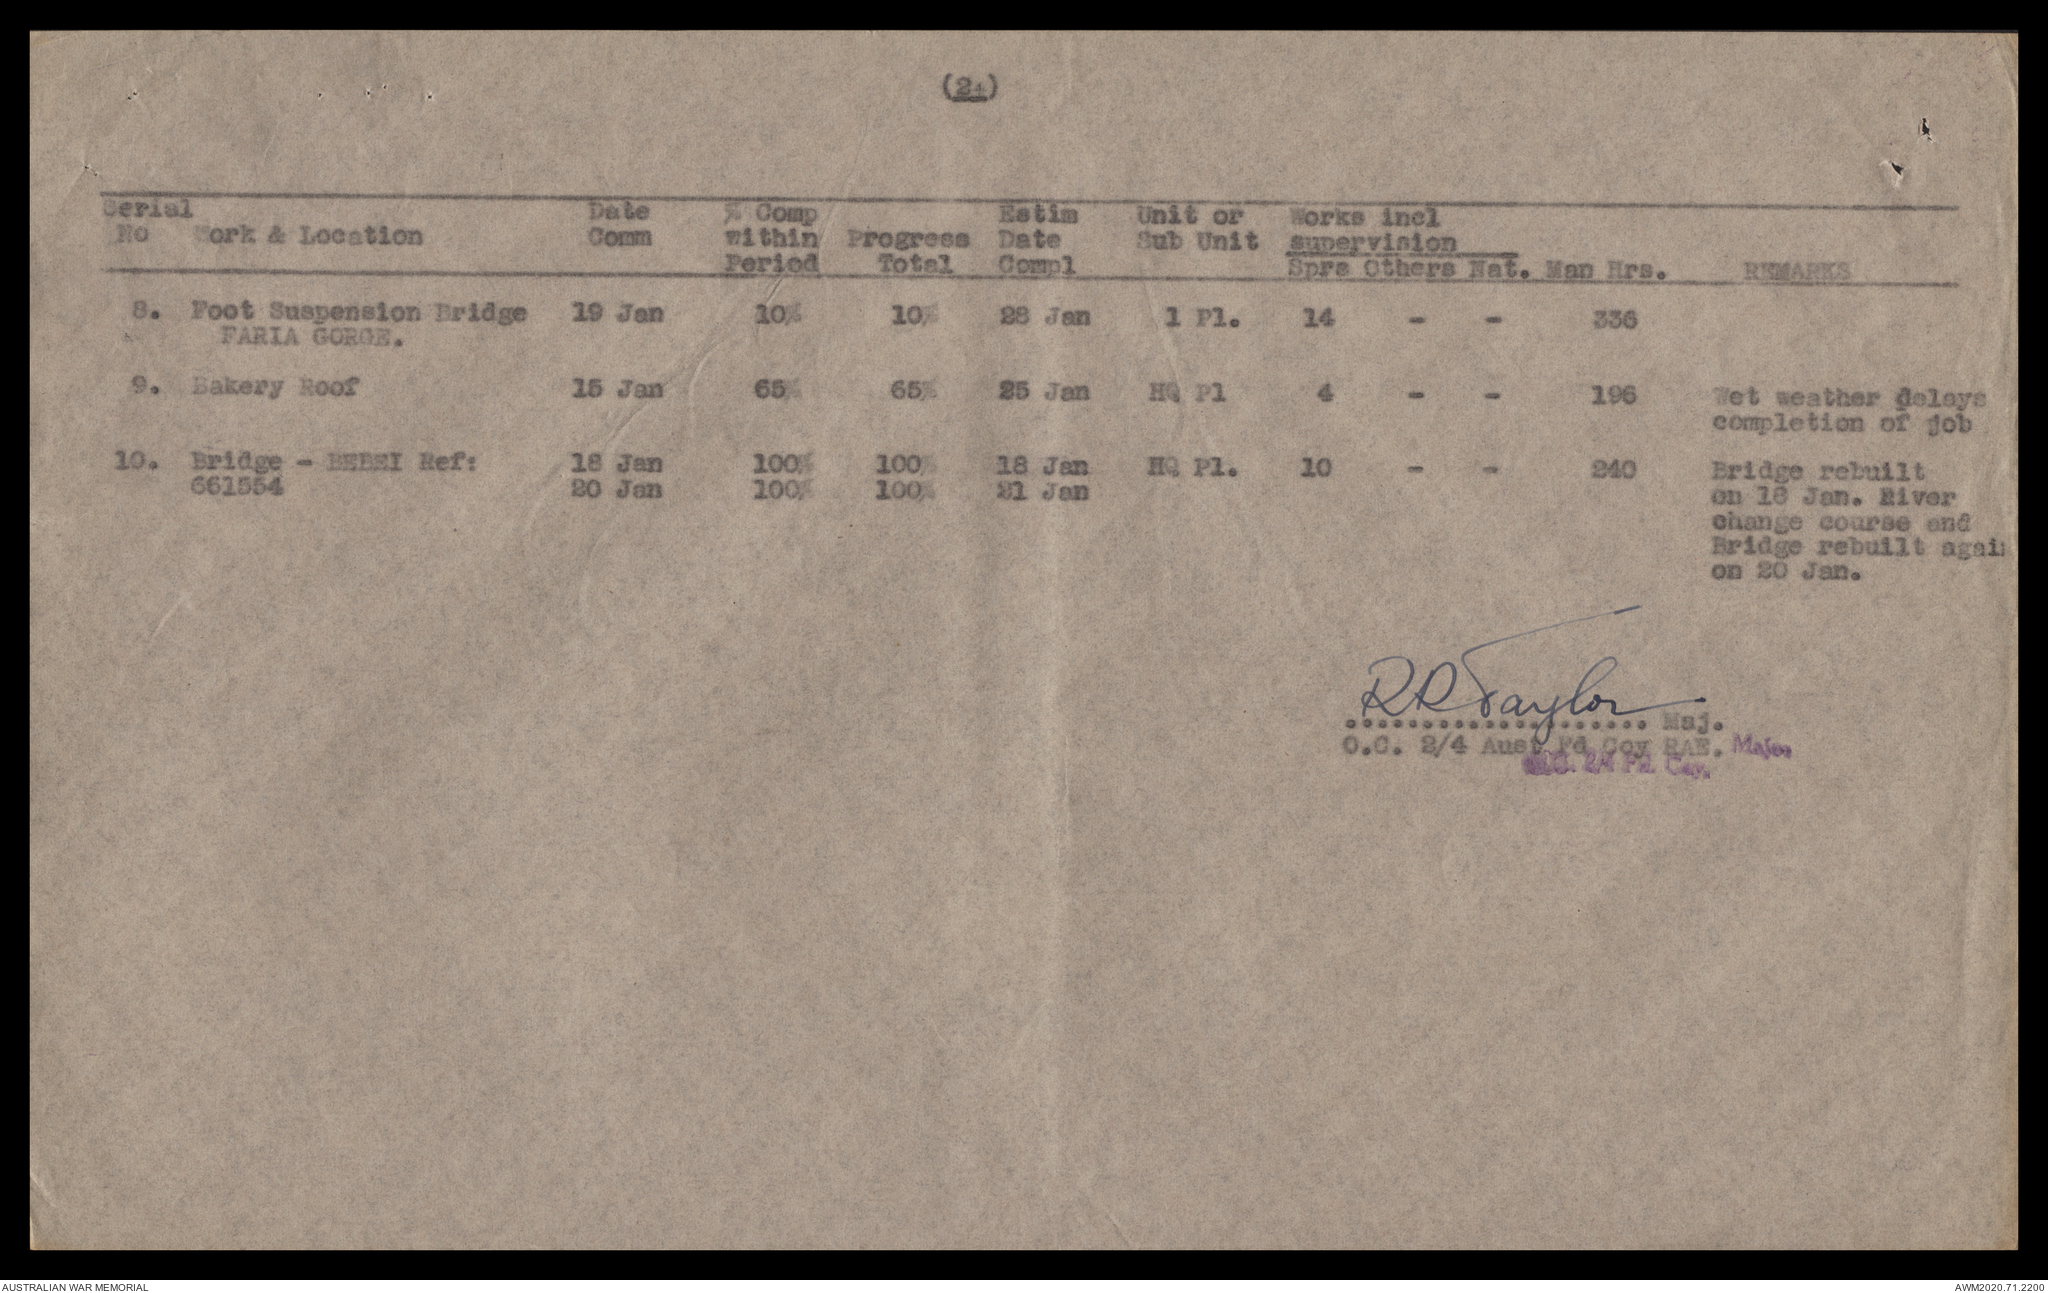 (2.)
Serial Date % Comp Estim Unit or Works incl
No Work & Location Comm within Progress Date Sub Unit supervision
Period Total Compl Sprs Others Nat. Man Hrs. REMARKS
8. Foot Suspension Bridge 19 Jan 10% 10% 28 Jan 1 Pl. 14 - - 336
FARIA GORGE.
9. Bakery Roof 15 Jan 65% 65% 25 Jan HQ Pl 4 - - 196 Wet weather delays
completion of job
10. Bridge - BEBEI Ref: 18 Jan 100% 100% 18 Jan HQ Pl. 10 - - 240 Bridge rebuilt
661554 20 Jan 100% 100% 21 Jan on 18 Jan. River
change course and
Bridge rebuilt again
on 20 Jan.
RRTaylor
.................... Maj.
O.C. 2/4 Aust Fd Coy RAE. Major
2/4 Fd. Coy.
AUSTRALIAN WAR MEMORIAL AWM2020.71.2200